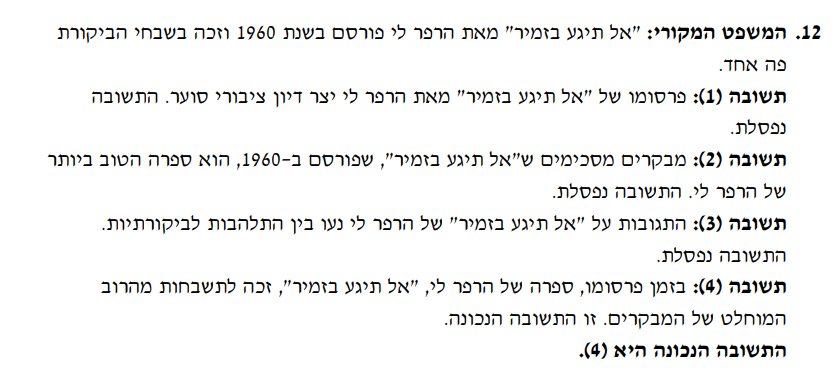 12. המשפט המקורי: "אל תיגע בזמיר" מאת הרפר לי פורסם בשנת 1960 וזכה בשבחי הביקורת
פה אחד.
תשובה (1): פרסומו של "אל תיגע בזמיר" מאת הרפר לי יצר דיון ציבורי סוער. התשובה
נפסלת.
תשובה (2): מבקרים מסכימים ש"אל תיגע בזמיר", שפורסם ב-1960, הוא ספרה הטוב ביותר
של הרפר לי. התשובה נפסלת.
תשובה (3): התגובות על "אל תיגע בזמיר" של הרפר לי נעו בין התלהבות לביקורתיות.
התשובה נפסלת.
תשובה (4): בזמן פרסומו, ספרה של הרפר לי, "אל תיגע בזמיר", זכה לתשבחות מהרוב
המוחלט של המבקרים. זו התשובה הנכונה.
התשובה הנכונה היא (4).